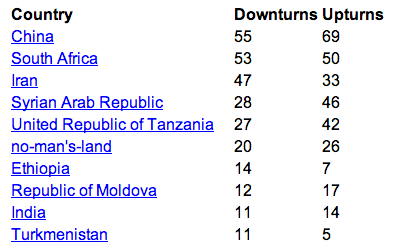 Country Downturns Upturns
China 55 69
South Africa 53 50
Iran 47 33
Syrian Arab Republic 28 46
United Republic of Tanzania 27 42
no-man's-land 20 26
Ethiopia 14 7
Republic of Moldova 12 17
India 11 14
Turkmenistan 11 5